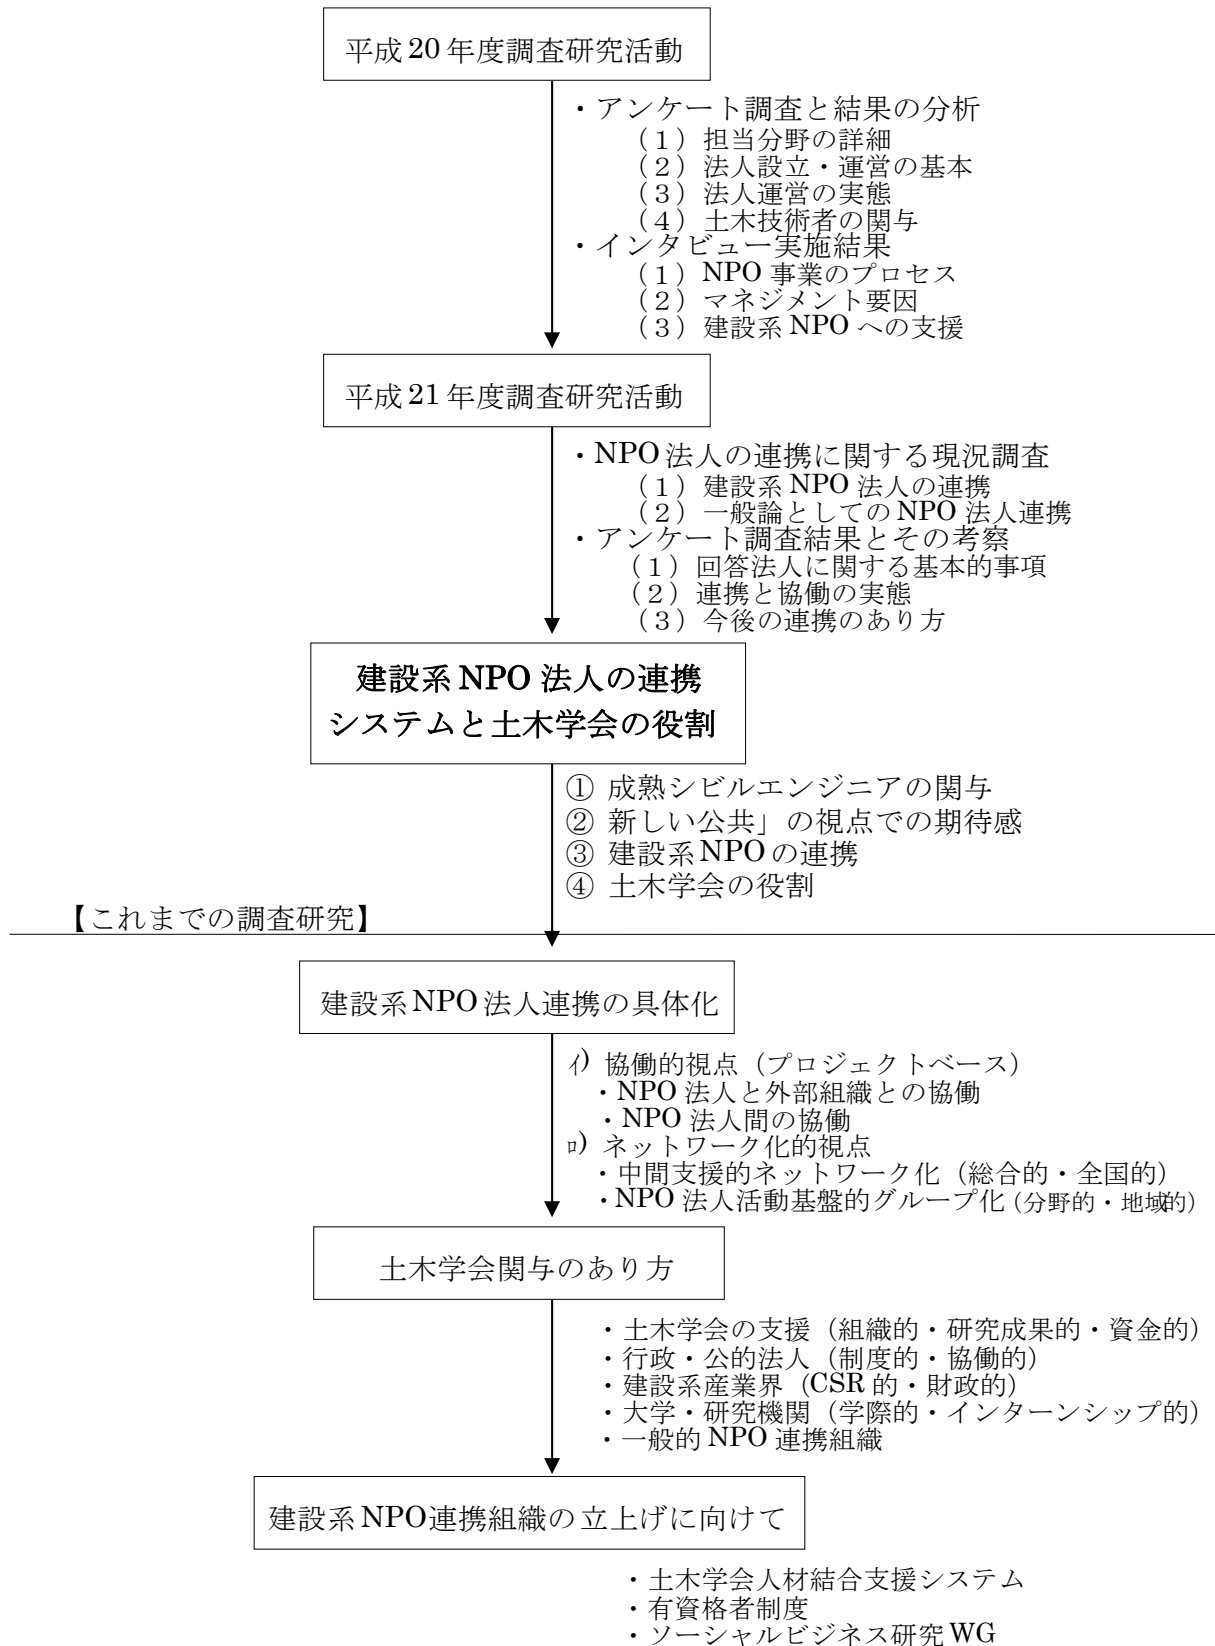 平成20年度調査研究活動
・アンケート調査と結果の分析
（１）担当分野の詳細
（２）法人設立・運営の基本
（３）法人運営の実態
（４）土木技術者の関与
・インタビュー実施結果
（１）NPO 事業のプロセス
（２）マネジメント要因
（３）建設系 NPO への支援
平成21年度調査研究活動
・NPO法人の連携に関する現況調査
（１）建設系 NPO 法人の連携
（２）一般論としての NPO 法人連携
・アンケート調査結果とその考察
（１）回答法人に関する基本的事項
（２）連携と協働の実態
（３）今後の連携のあり方
建設系 NPO 法人の連携
システムと土木学会の役割
① 成熟シビルエンジニアの関与
② 新しい公共」の視点での期待感
③ 建設系NPOの連携
④ 土木学会の役割
【これまでの調査研究】
建設系NPO法人連携の具体化
ｲ) 協働的視点（プロジェクトベース）
・NPO 法人と外部組織との協働
・NPO 法人間の協働
ﾛ) ネットワーク化的視点
・中間支援的ネットワーク化（総合的・全国的）
・NPO 法人活動基盤的グループ化（分野的・地域的）
土木学会関与のあり方
・土木学会の支援（組織的・研究成果的・資金的）
・行政・公的法人（制度的・協働的）
・建設系産業界（CSR 的・財政的）
・大学・研究機関（学際的・インターンシップ的）
・一般的 NPO 連携組織
建設系NPO連携組織の立上げに向けて
・土木学会人材結合支援システム
・有資格者制度
・ソーシャルビジネス研究WG